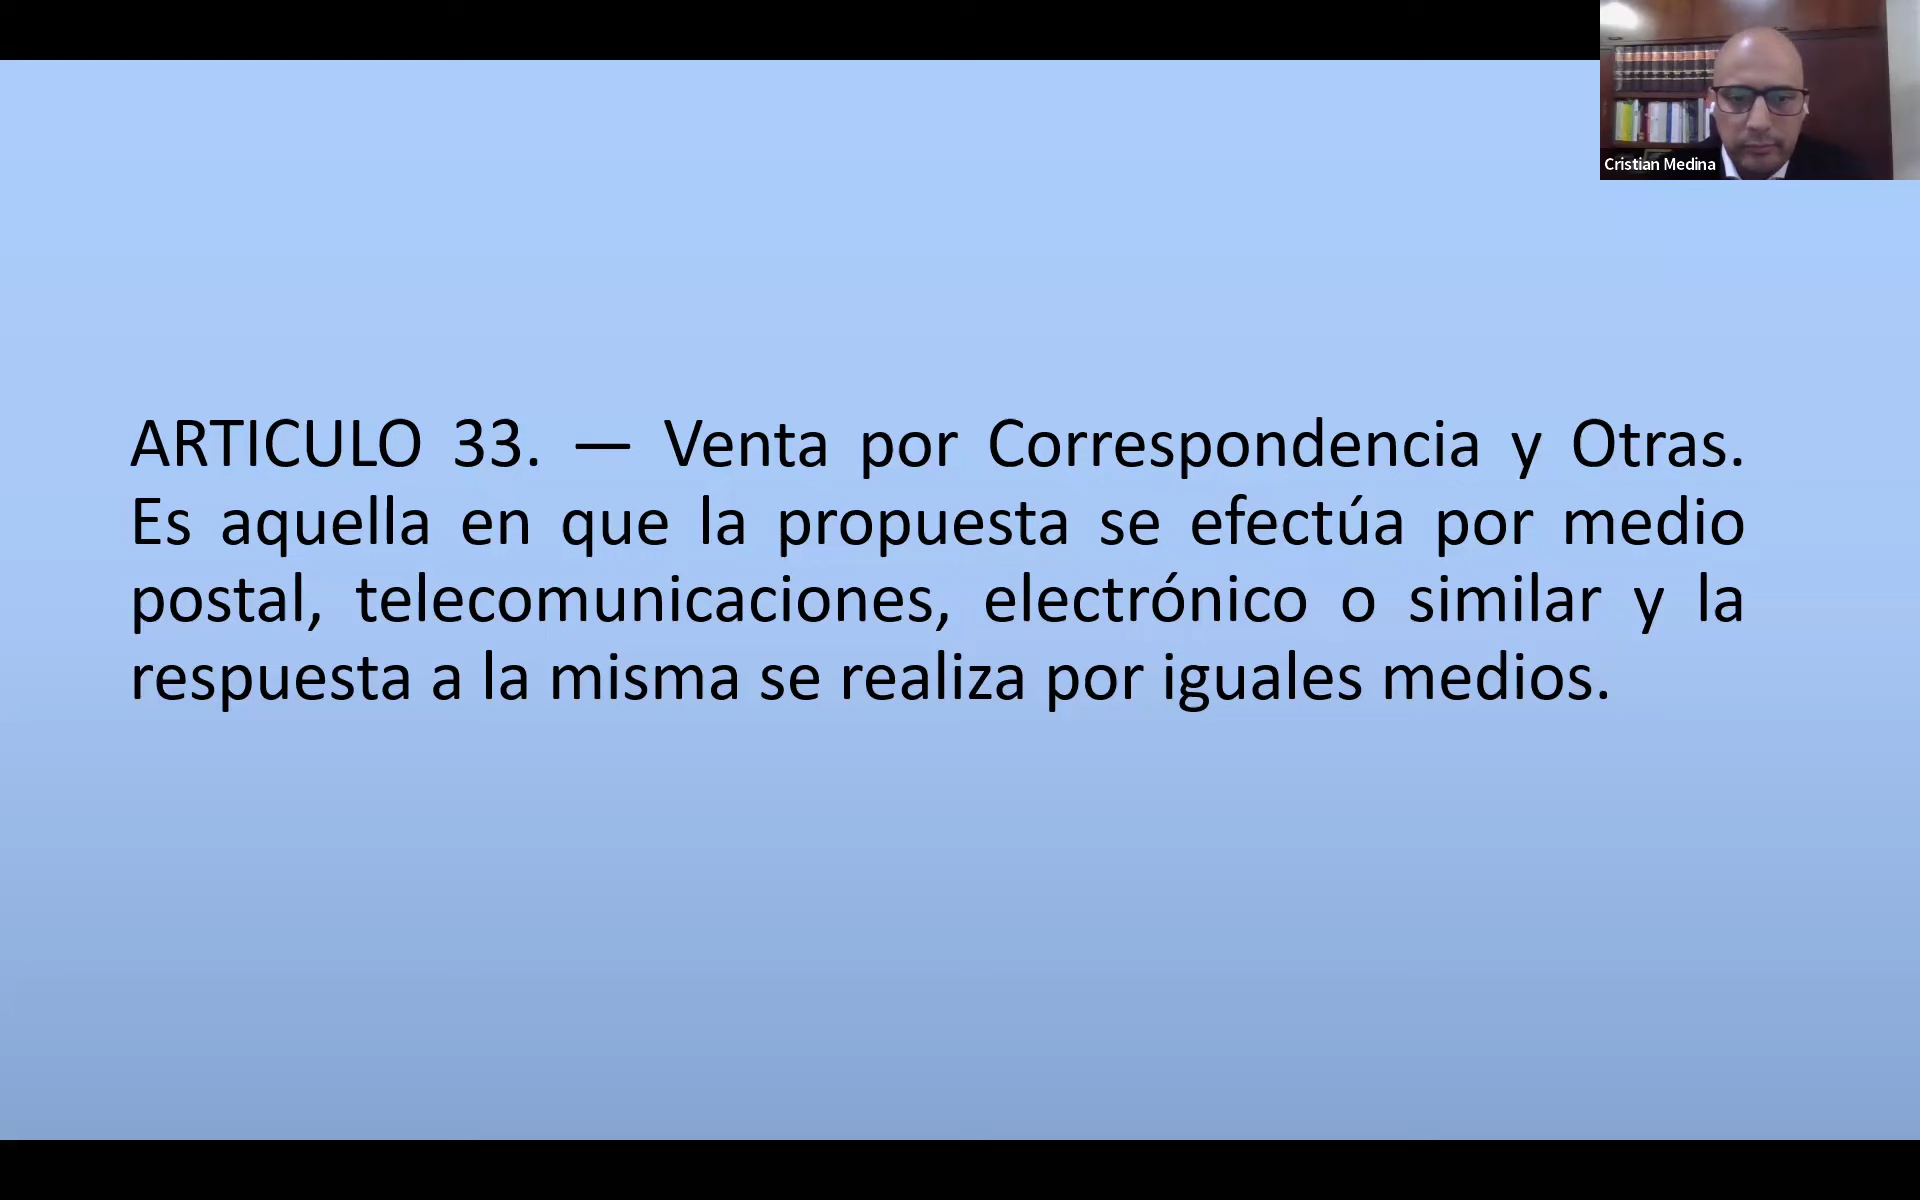 Cristian Medina
ARTICULO 33. — Venta por Correspondencia y Otras.
Es aquella en que la propuesta se efectúa por medio
postal, telecomunicaciones, electrónico o similar y la
respuesta a la misma se realiza por iguales medios.